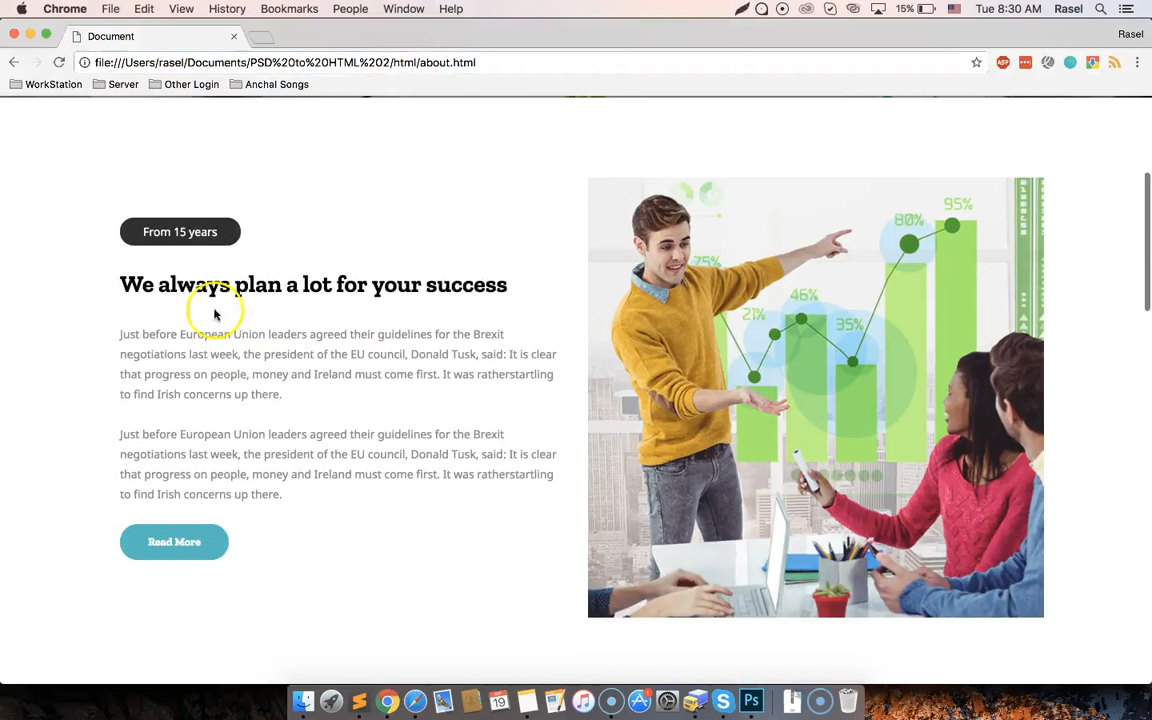 Chrome File Edit View History Bookmarks People Window Help 15% Tue 8:30 AM Rasel
Document Rasel
file:///Users/rasel/Documents/PSD%20to%20HTML%202/html/about.html ABP
WorkStation Server Other Login Anchal Songs
From 15 years
We always plan a lot for your success
Just before European Union leaders agreed their guidelines for the Brexit
negotiations last week, the president of the EU council, Donald Tusk, said: It is clear
that progress on people, money and Ireland must come first. It was ratherstartling
to find Irish concerns up there.
Just before European Union leaders agreed their guidelines for the Brexit
negotiations last week, the president of the EU council, Donald Tusk, said: It is clear
that progress on people, money and Ireland must come first. It was ratherstartling
to find Irish concerns up there.
Read More
75%
21%
46%
35%
80%
95%
19
Ps